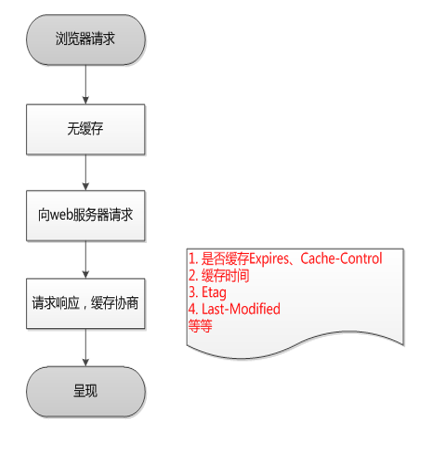 浏览器请求
无缓存
向web服务器请求
请求响应，缓存协商
呈现
1. 是否缓存Expires、Cache-Control
2. 缓存时间
3. Etag
4. Last-Modified
等等